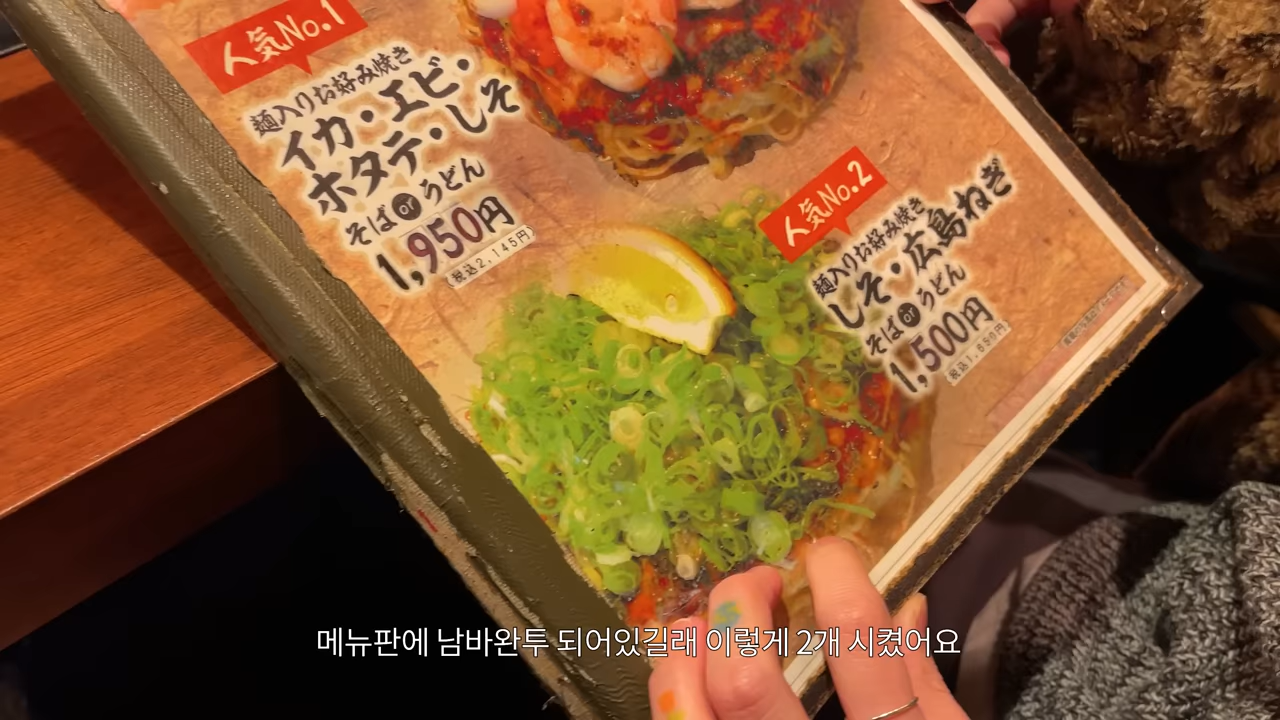 人気No.1
麺入りお好み焼き
イカ・エビ・
ホタテ・しそ
そば or うどん
1,950円
(税込2,145円)
人気No.2
麺入りお好み焼き
しそ・広島ねぎ
そば or うどん
1,500円
메뉴판에 남바완투 되어있길래 이렇게 2개 시켰어요